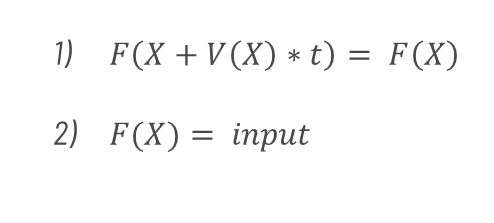 1) F(X + V(X) * t) = F(X)
2) F(X) = input